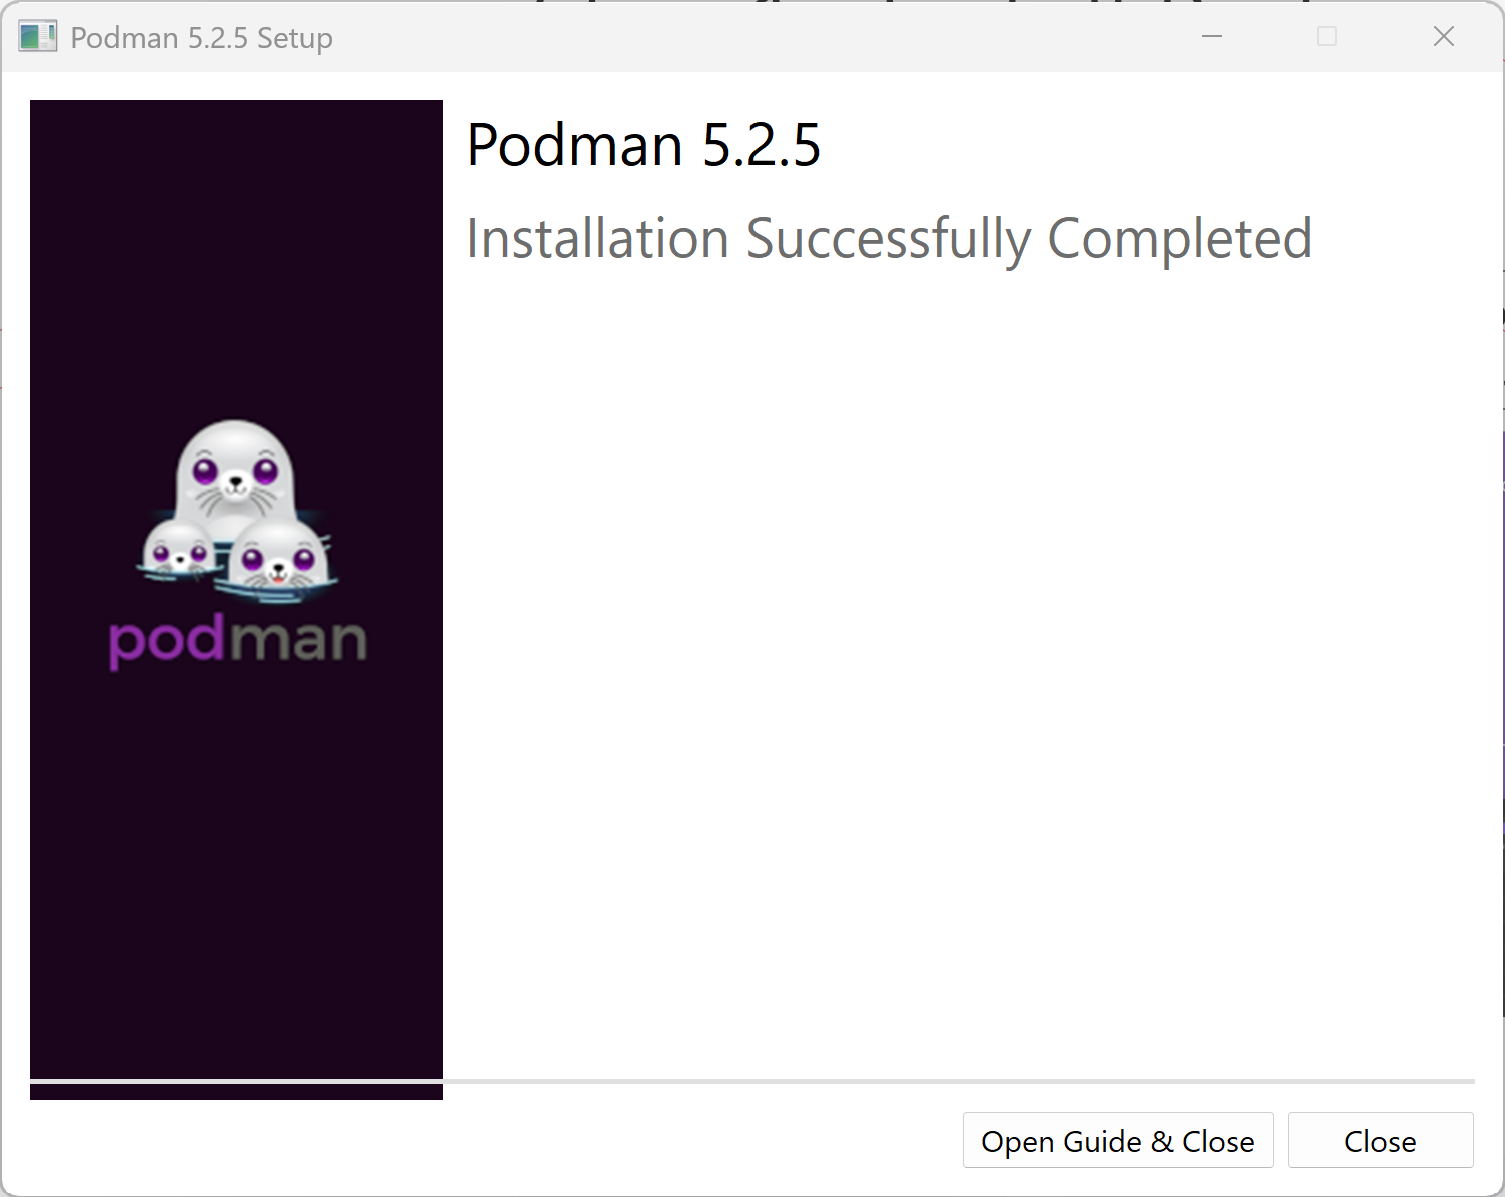 Podman 5.2.5 Setup
Podman 5.2.5
Installation Successfully Completed
podman
Open Guide & Close
Close